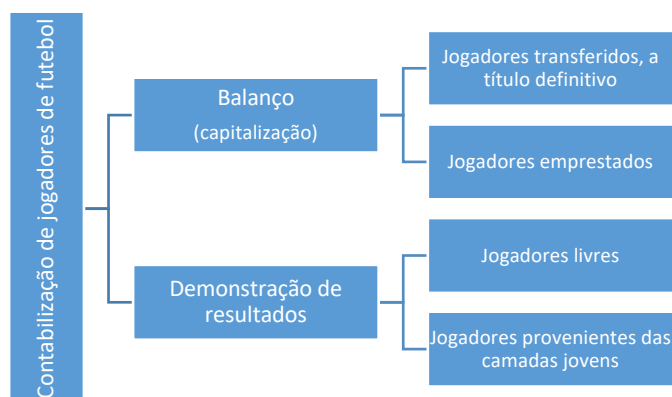 Contabilização de jogadores de futebol
Balanço
(capitalização)
Jogadores transferidos, a
título definitivo
Jogadores emprestados
Demonstração de
resultados
Jogadores livres
Jogadores provenientes das
camadas jovens